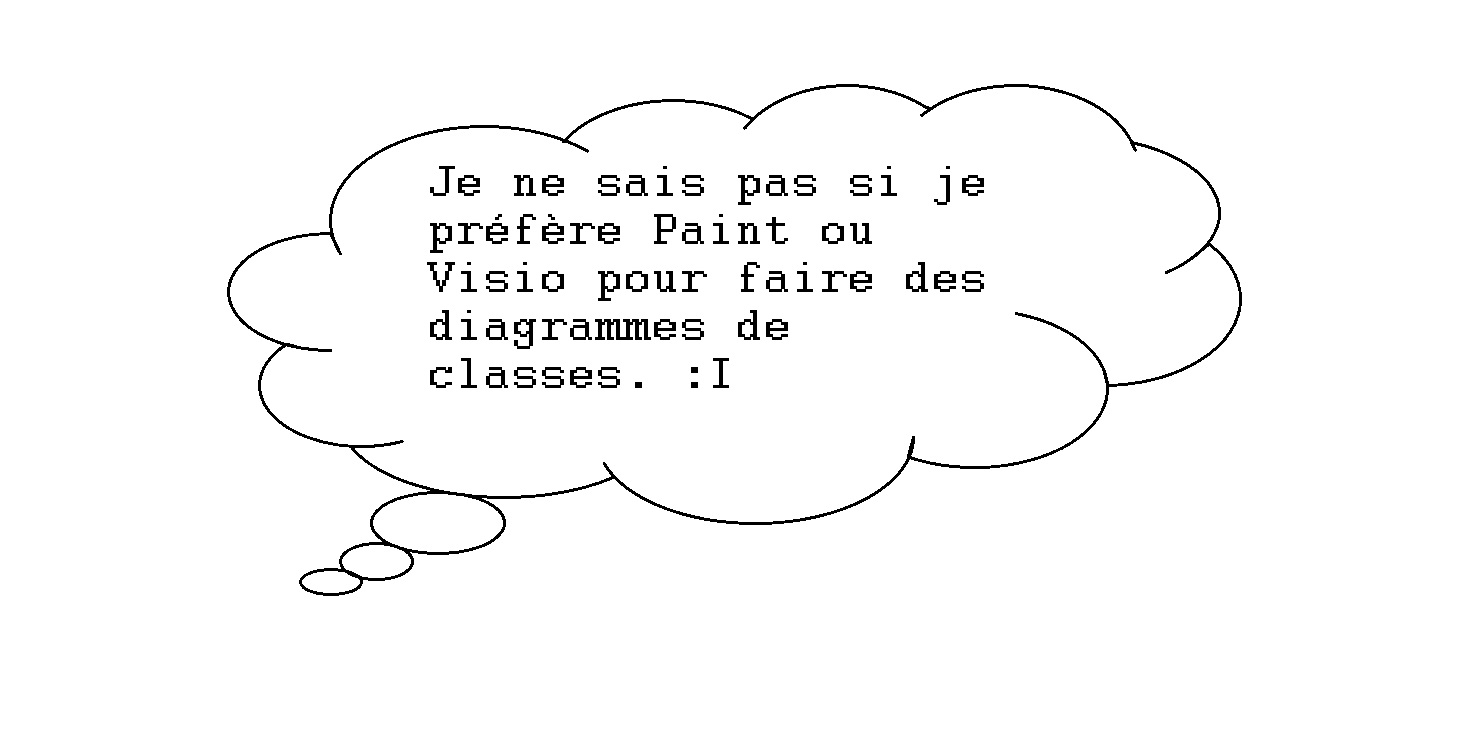 Je ne sais pas si je
préfère Paint ou
Visio pour faire des
diagrammes de
classes. :I